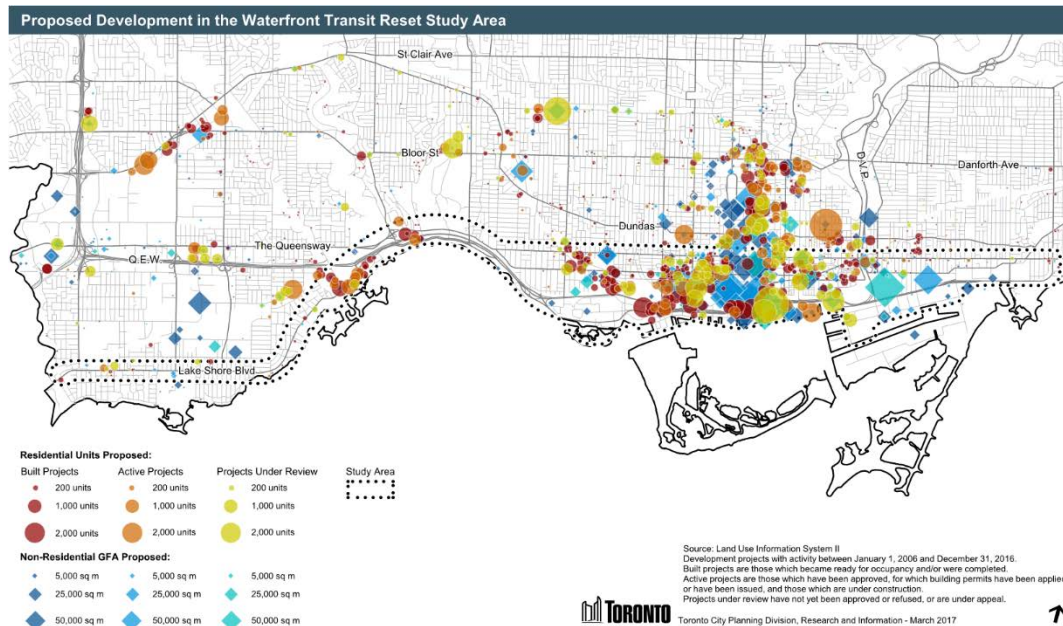 Proposed Development in the Waterfront Transit Reset Study Area
St Clair Ave
Bloor St
D.V.P.
Danforth Ave
Dundas
The Queensway
Q.E.W.
Lake Shore Blvd
Residential Units Proposed:
Built Projects Active Projects Projects Under Review Study Area
200 units 200 units 200 units
1,000 units 1,000 units 1,000 units
2,000 units 2,000 units 2,000 units
Non-Residential GFA Proposed:
5,000 sq m 5,000 sq m 5,000 sq m
25,000 sq m 25,000 sq m 25,000 sq m
50,000 sq m 50,000 sq m 50,000 sq m
Source: Land Use Information System II
Development projects with activity between January 1, 2006 and December 31, 2016.
Built projects are those which became ready for occupancy and/or were completed.
Active projects are those which have been approved, for which building permits have been applie
or have been issued, and those which are under construction.
Projects under review have not yet been approved or refused, or are under appeal.
TORONTO Toronto City Planning Division, Research and Information - March 2017